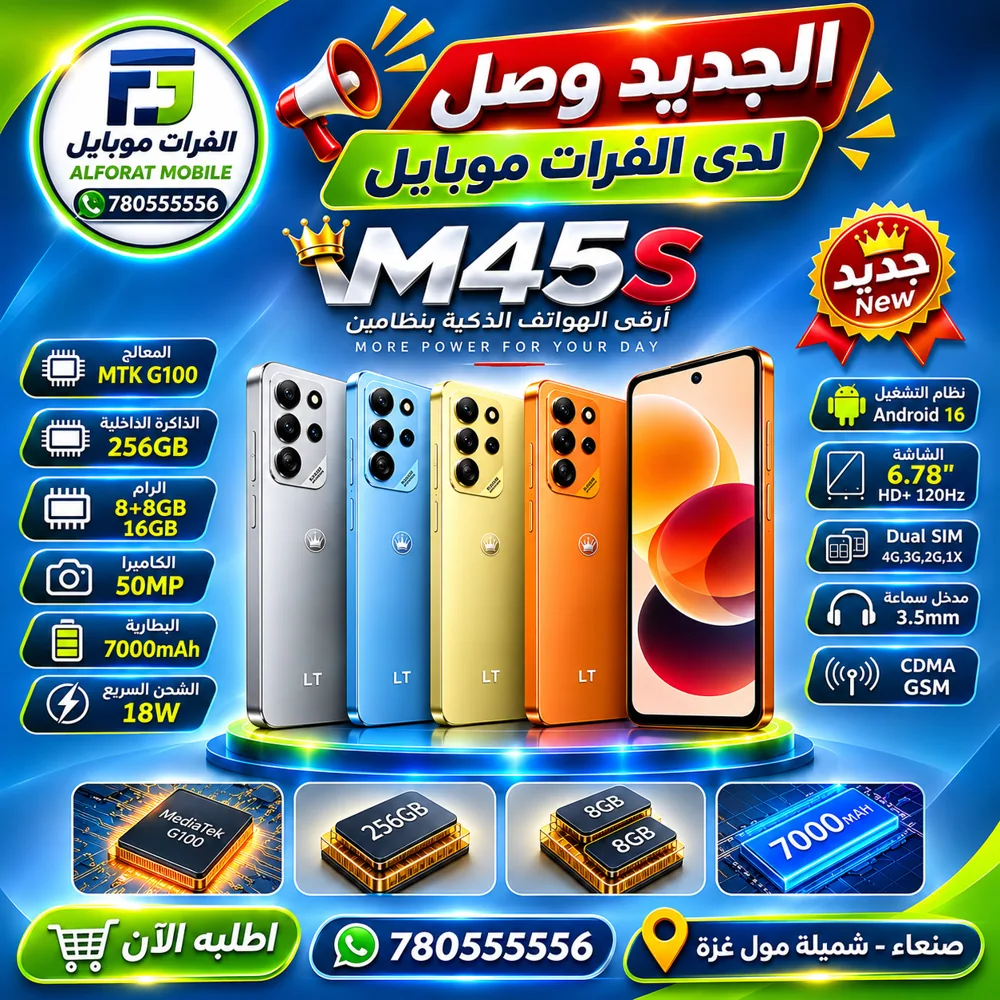 الفرات موبايل
ALFORAT MOBILE
780555556
الجديد وصل
لدى الفرات موبايل
M45S
أرقى الهواتف الذكية بنظامين
MORE POWER FOR YOUR DAY
جديد
New
المعالج
MTK G100
الذاكرة الداخلية
256GB
الرام
8+8GB
16GB
الكاميرا
50MP
البطارية
7000mAh
الشحن السريع
18W
نظام التشغيل
Android 16
الشاشة
6.78"
HD+ 120Hz
Dual SIM
4G,3G,2G,1X
مدخل سماعة
3.5mm
CDMA
GSM
LT
LT
LT
LT
MediaTek
G100
256GB
8GB
8GB
7000MAH
اطلبه الآن
780555556
صنعاء - شميلة مول غزة